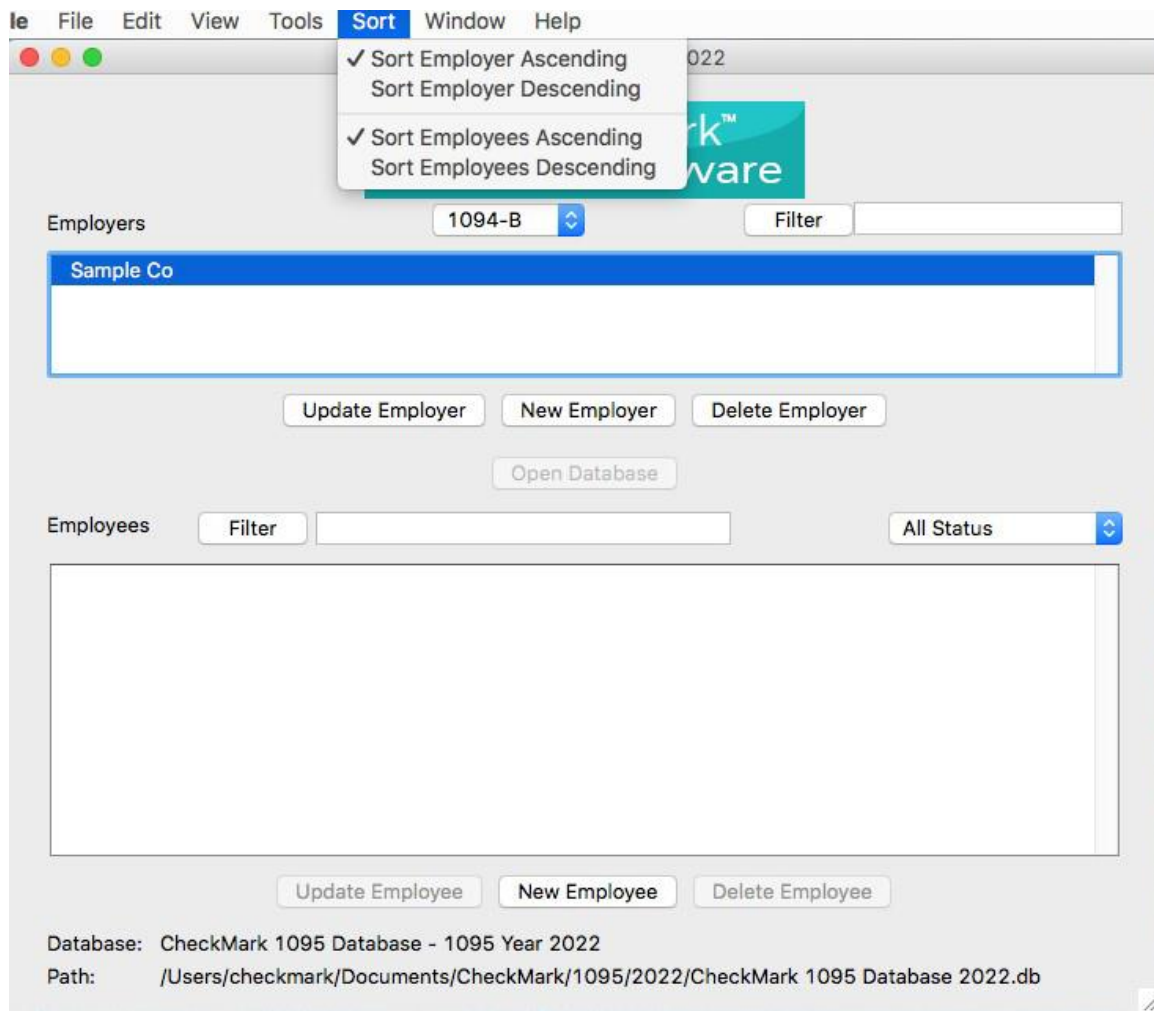 le File Edit View Tools Sort Window Help
✓ Sort Employer Ascending
022
Sort Employer Descending
✓ Sort Employees Ascending
Sort Employees Descending
rk™
ware
Employers 1094-B Filter
Sample Co
Update Employer New Employer Delete Employer
Open Database
Employees Filter All Status
Update Employee New Employee Delete Employee
Database: CheckMark 1095 Database - 1095 Year 2022
Path: /Users/checkmark/Documents/CheckMark/1095/2022/CheckMark 1095 Database 2022.db